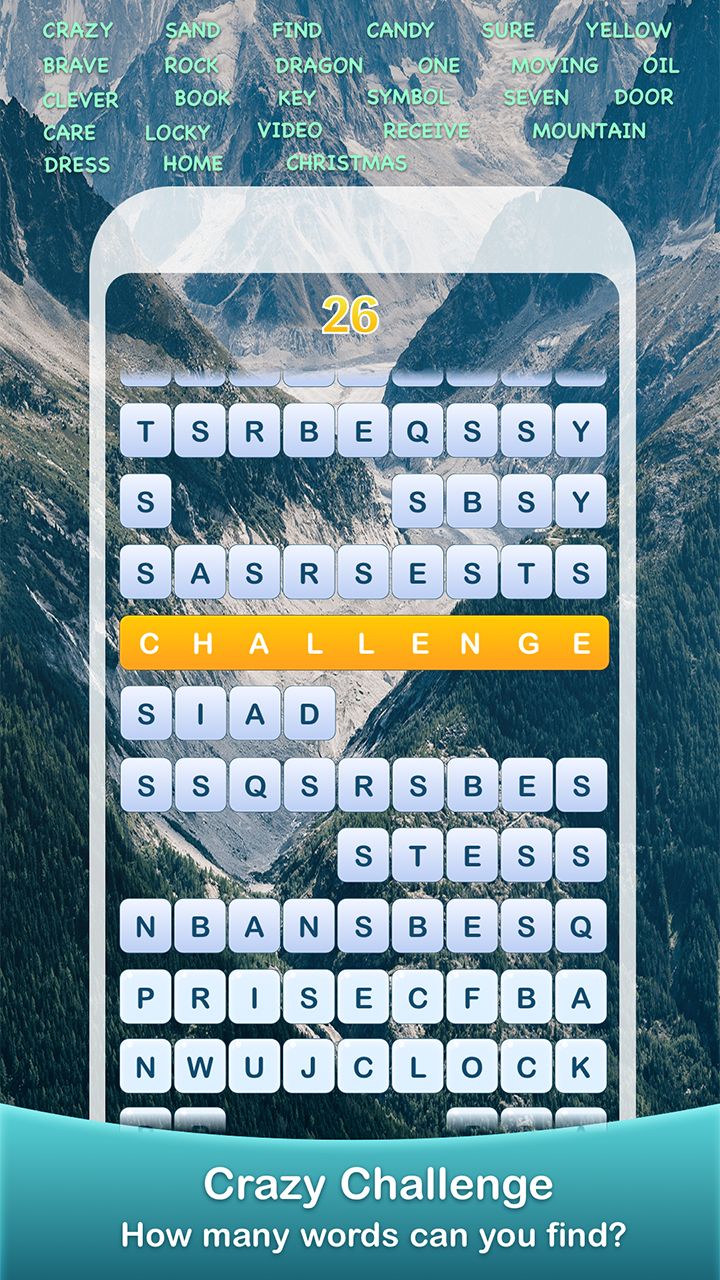 CRAZY SAND FIND CANDY SURE YELLOW
BRAVE ROCK DRAGON ONE MOVING OIL
CLEVER BOOK KEY SYMBOL SEVEN DOOR
CARE LOCKY VIDEO RECEIVE MOUNTAIN
DRESS HOME CHRISTMAS
26
T S R B E Q S S Y
S S B S Y
S A S R S E S T S
C H A L L E N G E
S I A D
S S Q S R S B E S
S T E S S
N B A N S B E S Q
P R I S E C F B A
N W U J C L O C K
Crazy Challenge
How many words can you find?